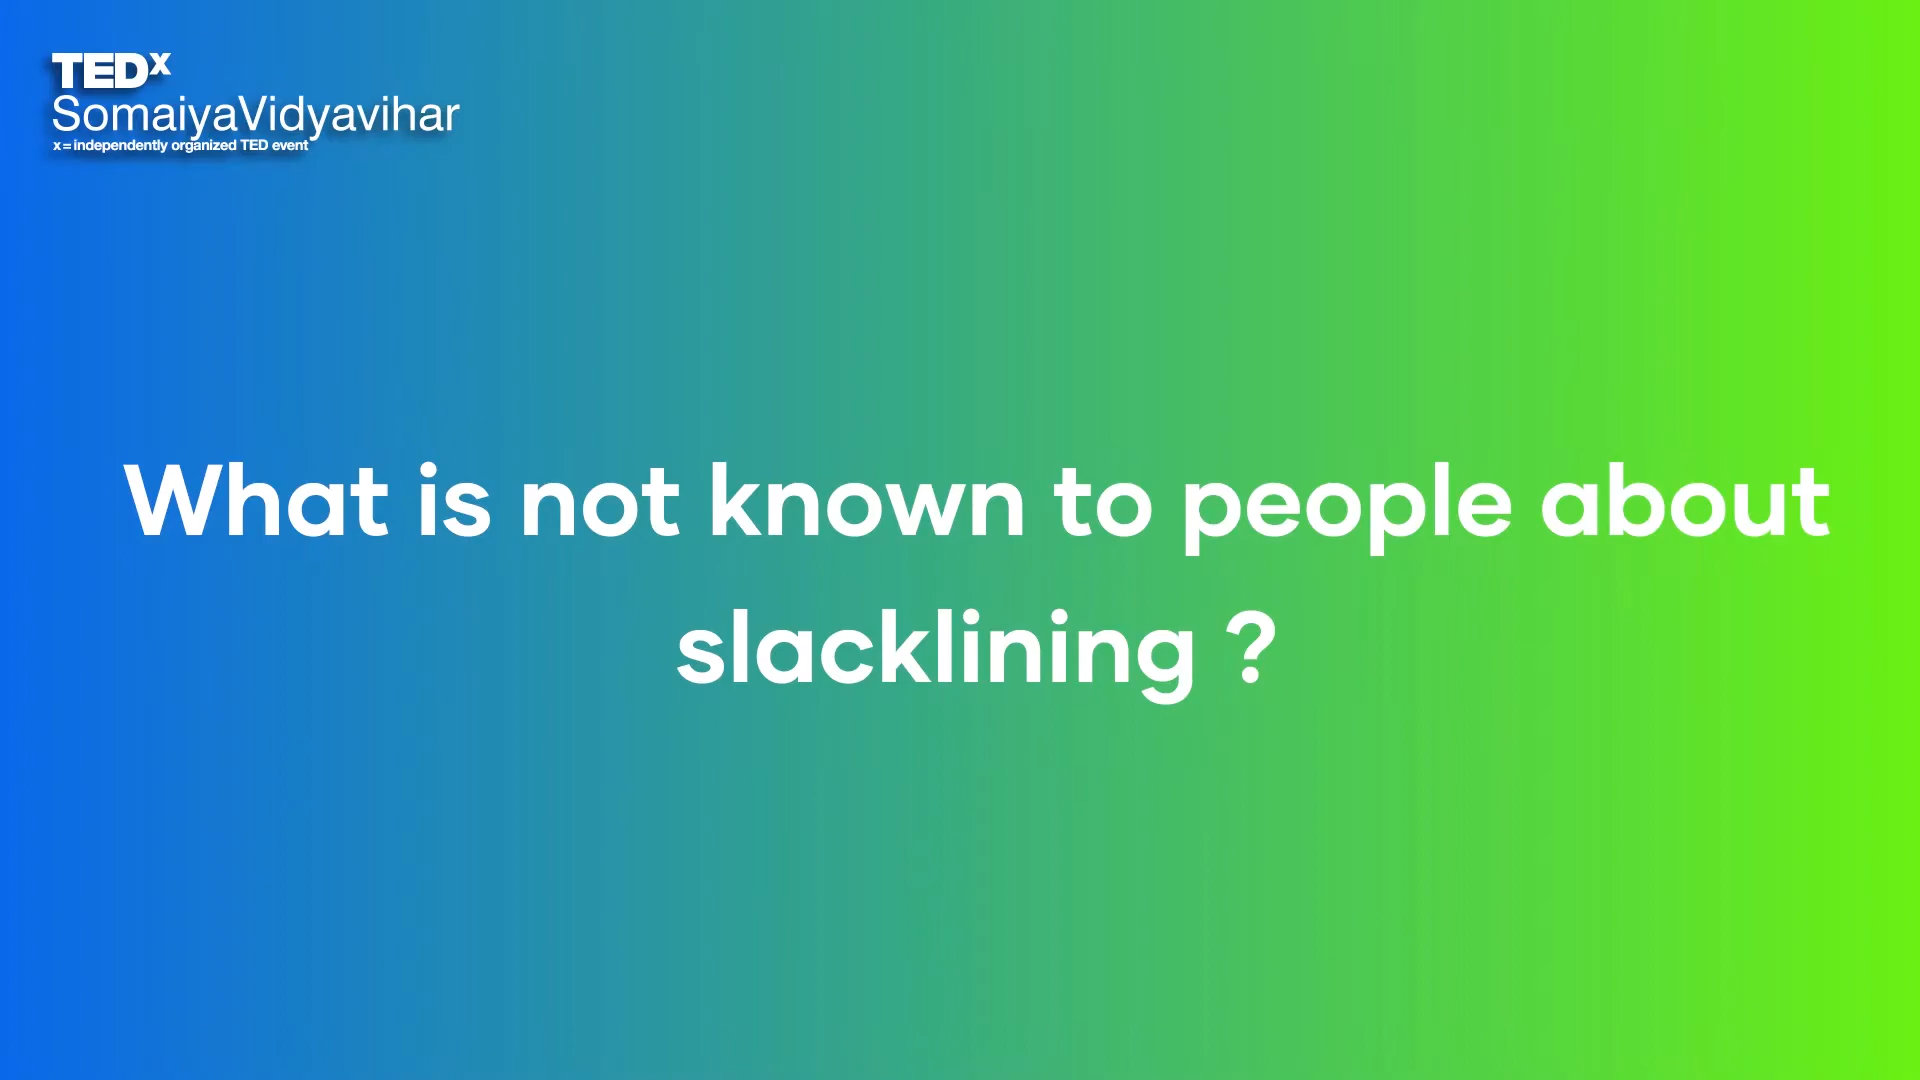 TEDx
SomaiyaVidyavihar
x = independently organized TED event
What is not known to people about
slacklining ?